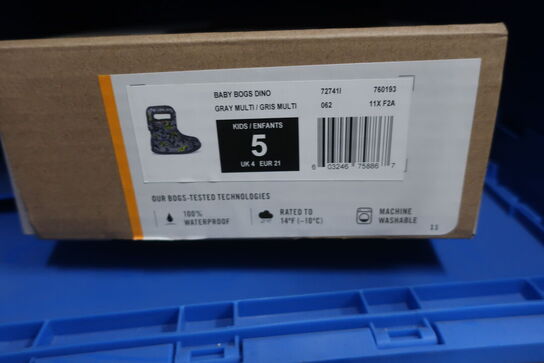 BABY BOGS DINO 72741i 760193
GRAY MULTI / GRIS MULTI 062 11X F2A
KIDS / ENFANTS
5
UK 4 EUR 21
6 03246 75886 7
OUR BOGS-TESTED TECHNOLOGIES
100%
WATERPROOF
RATED TO
14°F (-10°C)
MACHINE
WASHABLE